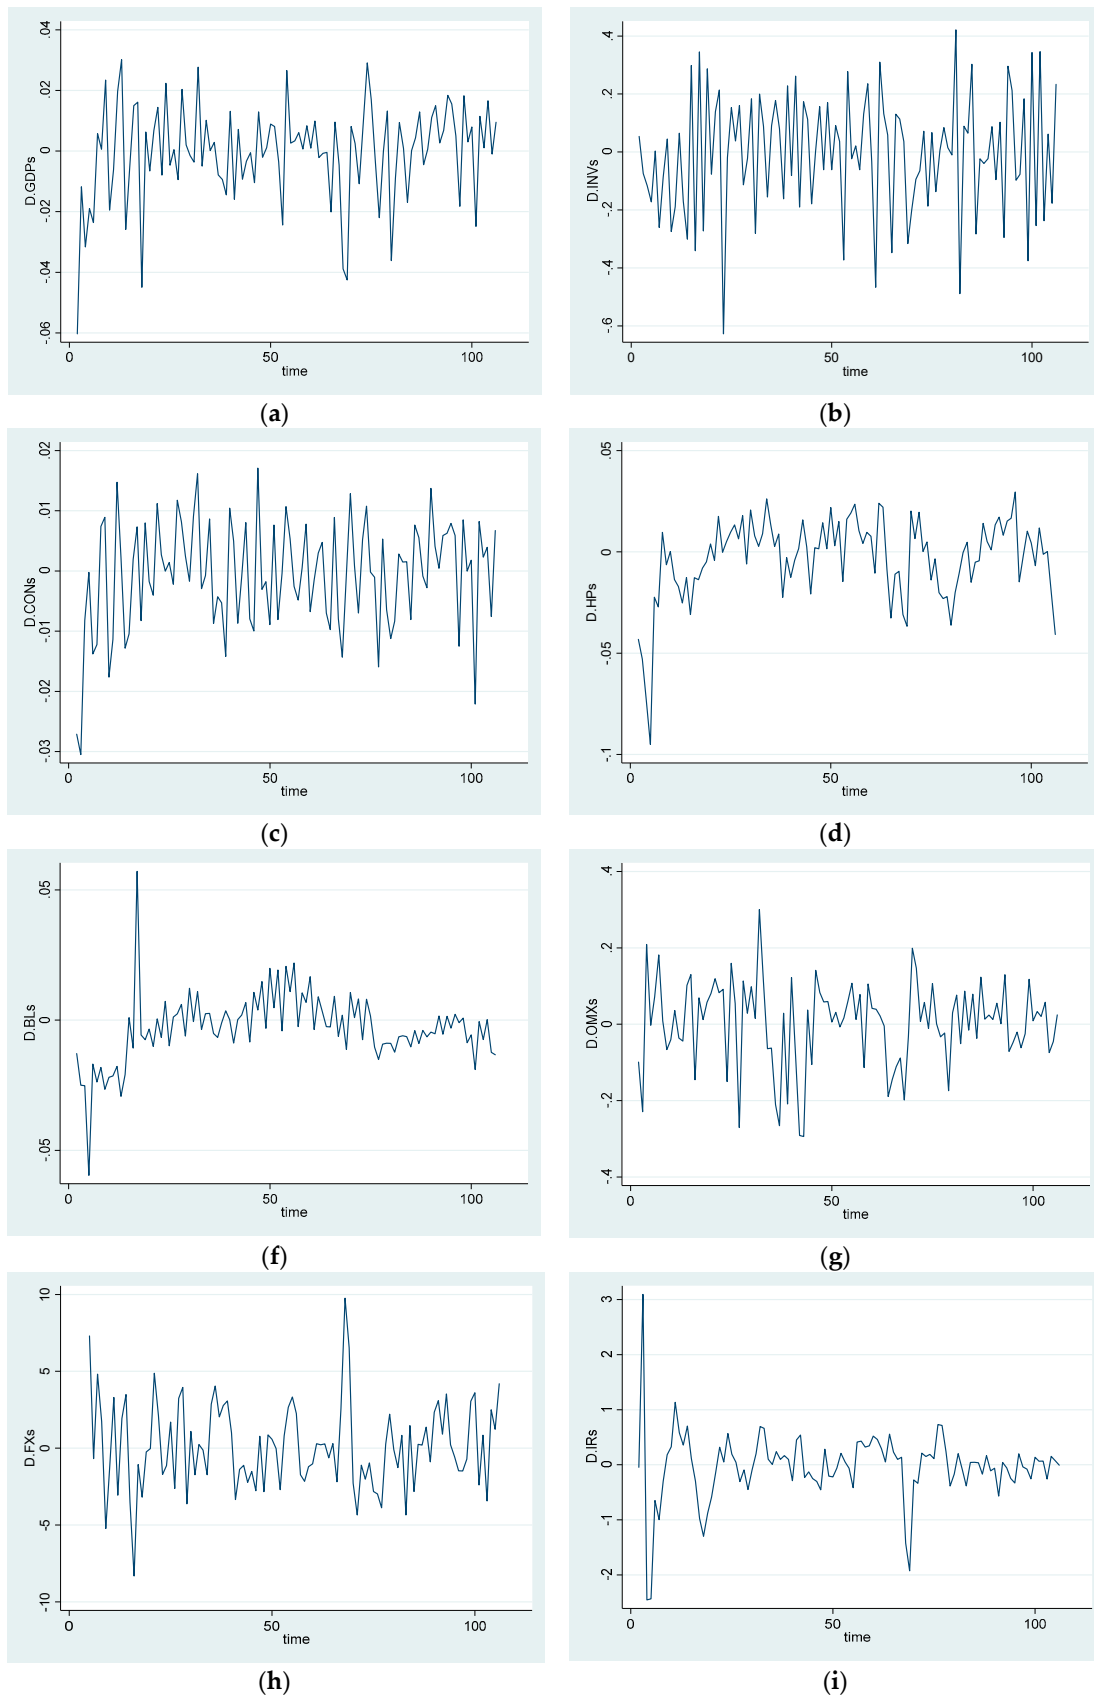 .04
.02
0
-.02
-.04
-.06
D.GDPs
0
50
100
time
(a)
.4
.2
0
-.2
-.4
-.6
D.INVs
0
50
100
time
(b)
.02
.01
0
-.01
-.02
-.03
D.CONs
0
50
100
time
(c)
.05
0
-.05
-.1
D.HPs
0
50
100
time
(d)
.05
0
-.05
D.BLs
0
50
100
time
(f)
.4
.2
0
-.2
-.4
D.OMXs
0
50
100
time
(g)
10
5
0
-5
-10
D.FXs
0
50
100
time
(h)
3
2
1
0
-1
-2
D.IRs
0
50
100
time
(i)